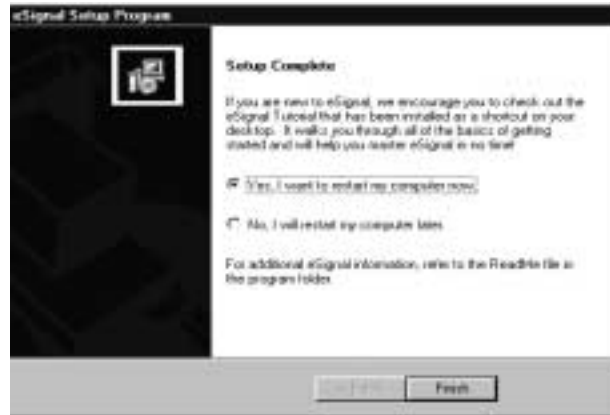 eSignal Setup Program
Setup Complete
If you are new to eSignal, we encourage you to check out the
eSignal Tutorial that has been installed as a shortcut on your
desktop. It walks you through all of the basics of getting
started and will help you master eSignal in no time!
Yes, I want to restart my computer now.
No, I will restart my computer later.
For additional eSignal information, refer to the ReadMe file in
the program folder.
Finish